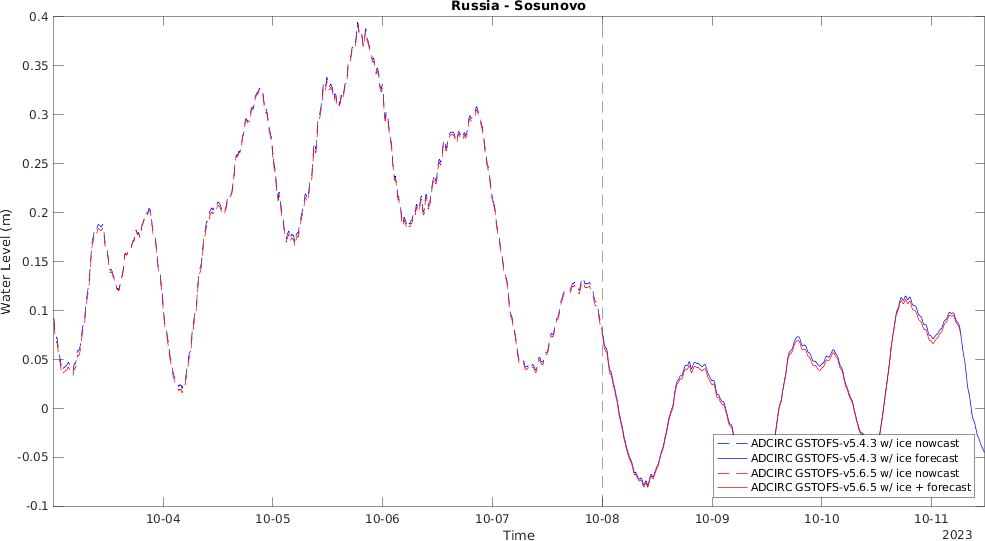 Russia - Sosunovo
0.4
0.35
0.3
0.25
0.2
0.15
0.1
0.05
0
-0.05
-0.1
Water Level (m)
ADCIRC GSTOFS-v5.4.3 w/ ice nowcast
ADCIRC GSTOFS-v5.4.3 w/ ice forecast
ADCIRC GSTOFS-v5.6.5 w/ ice nowcast
ADCIRC GSTOFS-v5.6.5 w/ ice + forecast
10-04 10-05 10-06 10-07 10-08 10-09 10-10 10-11
Time
2023